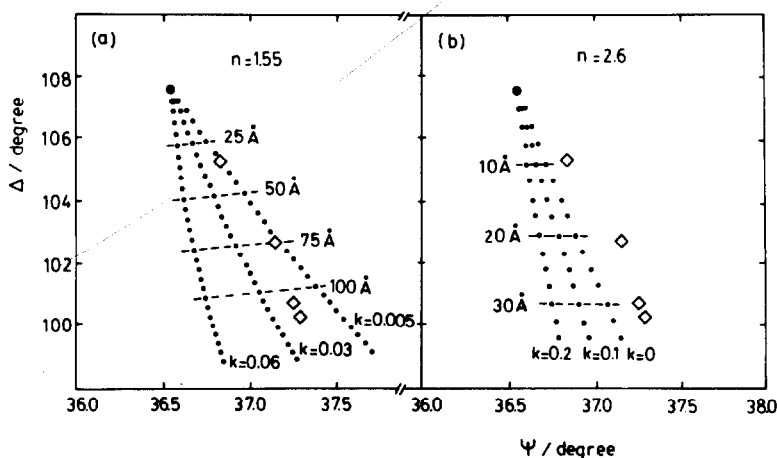 (a)
n=1.55
Δ / degree
108
106
104
102
100
25 Å
50 Å
75 Å
100 Å
k=0.06
k=0.03
k=0.005
36.0
36.5
37.0
37.5
(b)
n=2.6
10Å
20Å
30Å
k=0.2
k=0.1
k=0
36.0
36.5
37.0
37.5
38.0
Ψ / degree